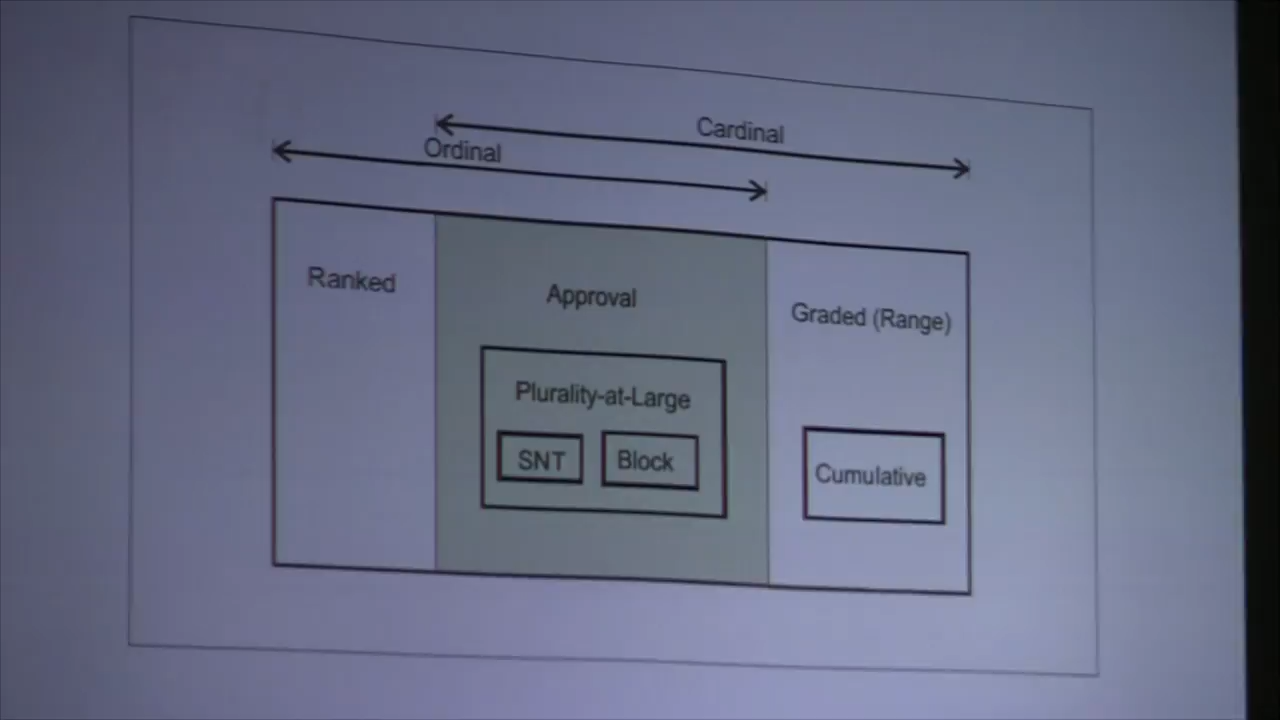 Cardinal
Ordinal
Ranked
Approval
Graded (Range)
Plurality-at-Large
SNT
Block
Cumulative